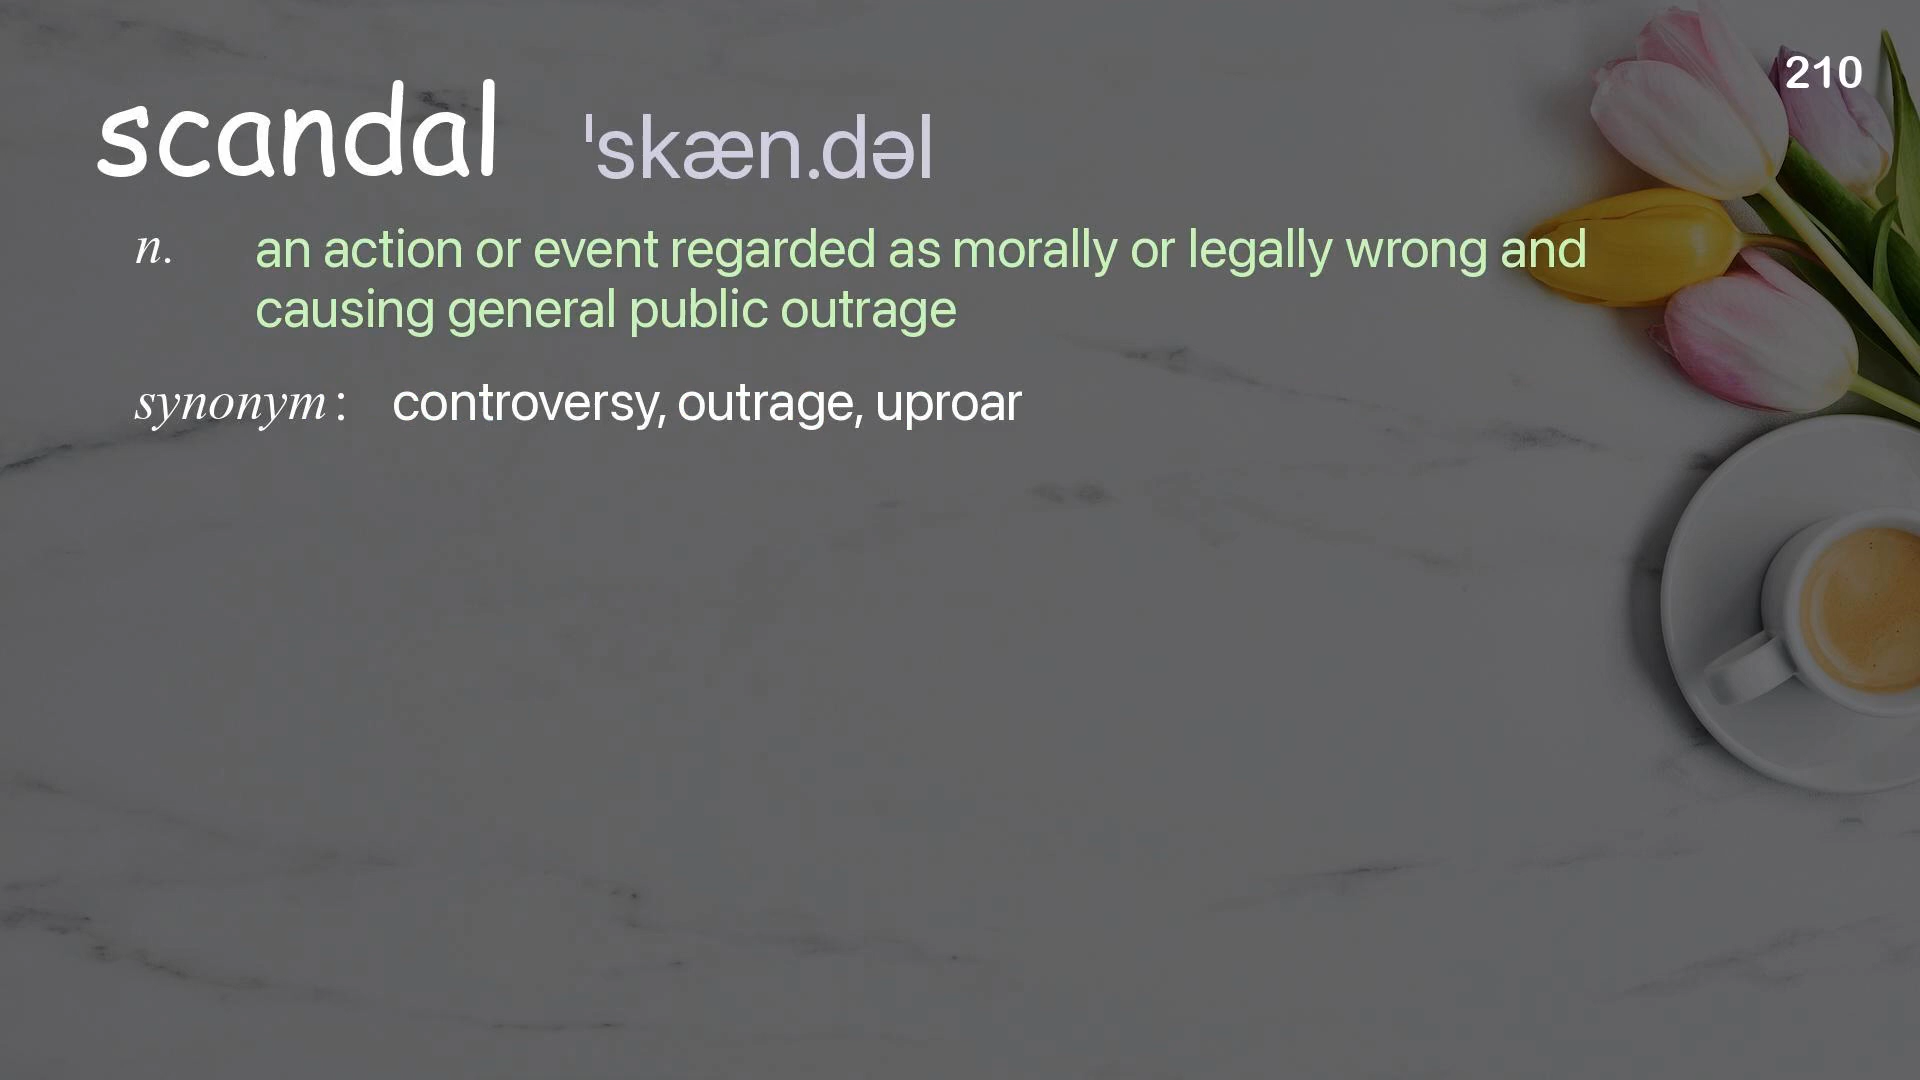 210
scandal ˈskæn.dəl
n. an action or event regarded as morally or legally wrong and
causing general public outrage
synonym: controversy, outrage, uproar